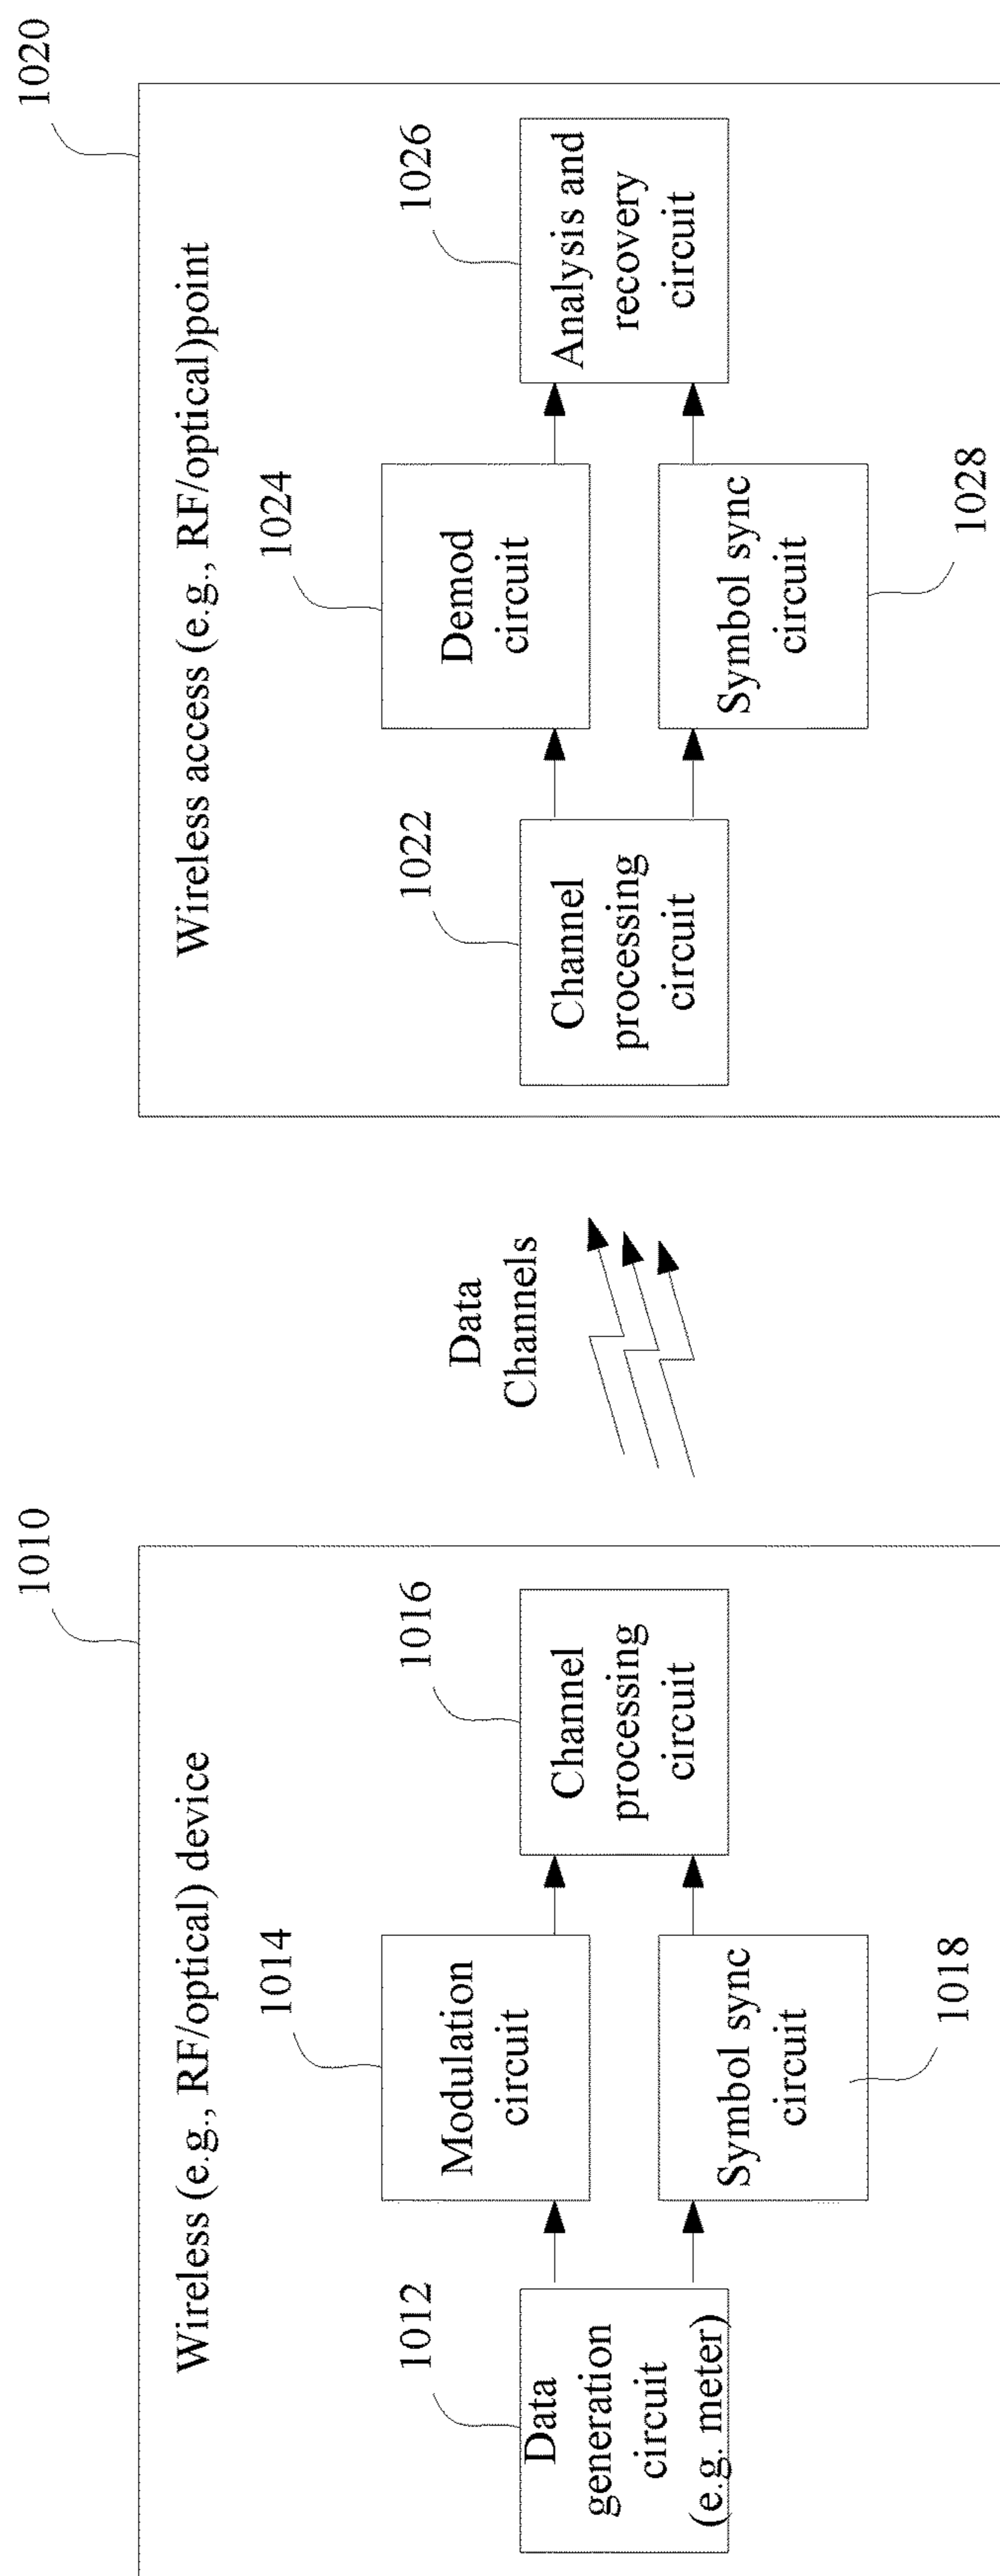 1010
Wireless (e.g., RF/optical) device
1012
Data
generation
circuit
(e.g. meter)
1014
Modulation
circuit
1016
Channel
processing
circuit
Symbol sync
circuit
1018
Data
Channels
1020
Wireless access (e.g., RF/optical)point
1022
Channel
processing
circuit
1024
Demod
circuit
1026
Analysis and
recovery
circuit
Symbol sync
circuit
1028